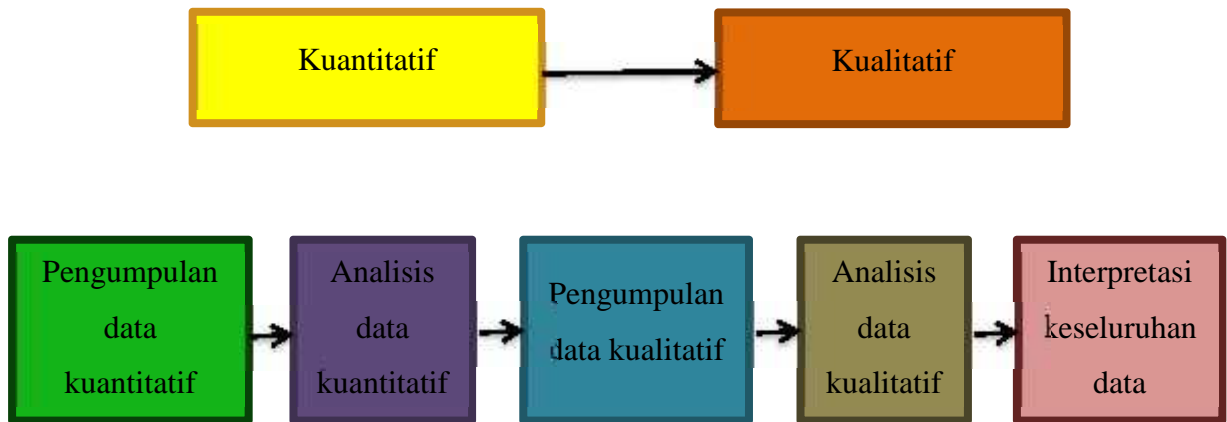 Kuantitatif
Kualitatif
Pengumpulan
data
kuantitatif
Analisis
data
kuantitatif
Pengumpulan
data kualitatif
Analisis
data
kualitatif
Interpretasi
keseluruhan
data